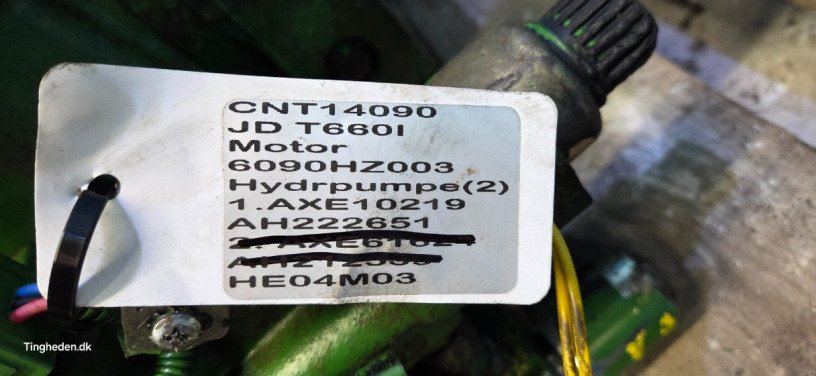 CNT14090
JD T660I
Motor
6090HZ003
Hydrpumpe(2)
1.AXE10219
AH222651
HE04M03
Tingheden.dk